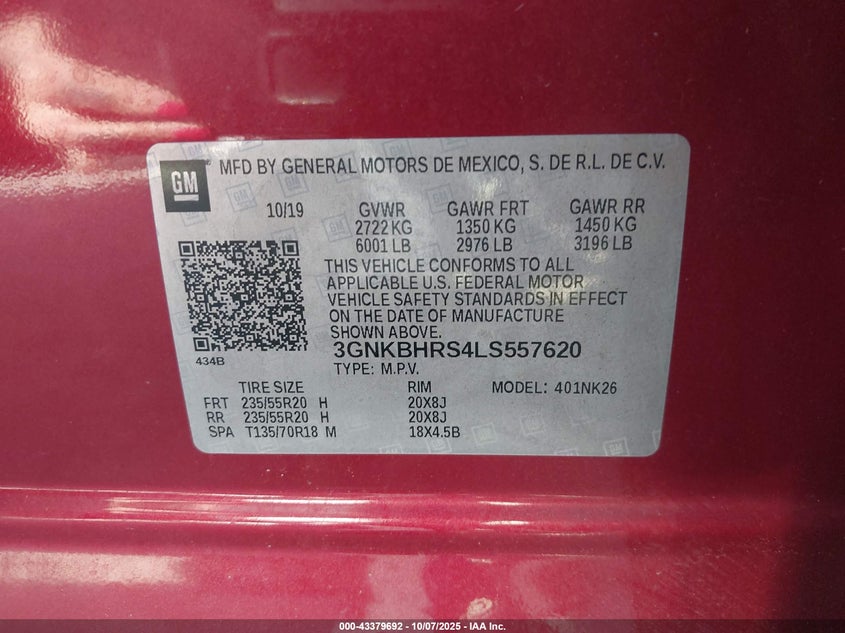 GM
MFD BY GENERAL MOTORS DE MEXICO, S. DE R.L. DE C.V.
10/19 GVWR GAWR FRT GAWR RR
2722 KG 1350 KG 1450 KG
6001 LB 2976 LB 3196 LB
THIS VEHICLE CONFORMS TO ALL
APPLICABLE U.S. FEDERAL MOTOR
VEHICLE SAFETY STANDARDS IN EFFECT
ON THE DATE OF MANUFACTURE
SHOWN ABOVE.
434B
3GNKBHRS4LS557620
TYPE: M.P.V.
TIRE SIZE RIM MODEL: 401NK26
FRT 235/55R20 H 20X8J
RR 235/55R20 H 20X8J
SPA T135/70R18 M 18X4.5B
000-43379692 - 10/07/2025 - IAA Inc.